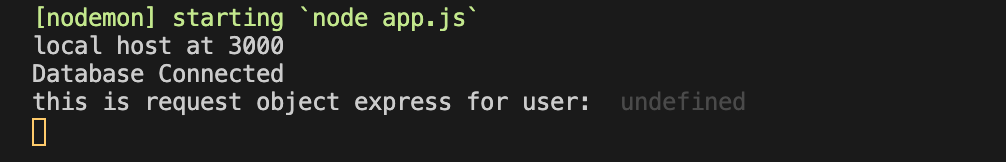 [nodemon] starting `node app.js`
local host at 3000
Database Connected
this is request object express for user:  undefined